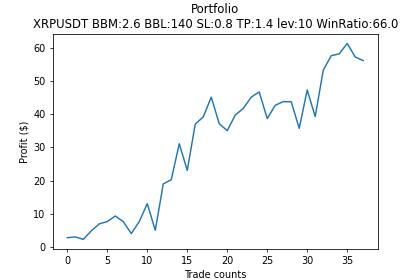 Portfolio
XRPUSDT BBM:2.6 BBL:140 SL:0.8 TP:1.4 lev:10 WinRatio:66.0
Profit ($)
60
50
40
30
20
10
0
0 5 10 15 20 25 30 35
Trade counts